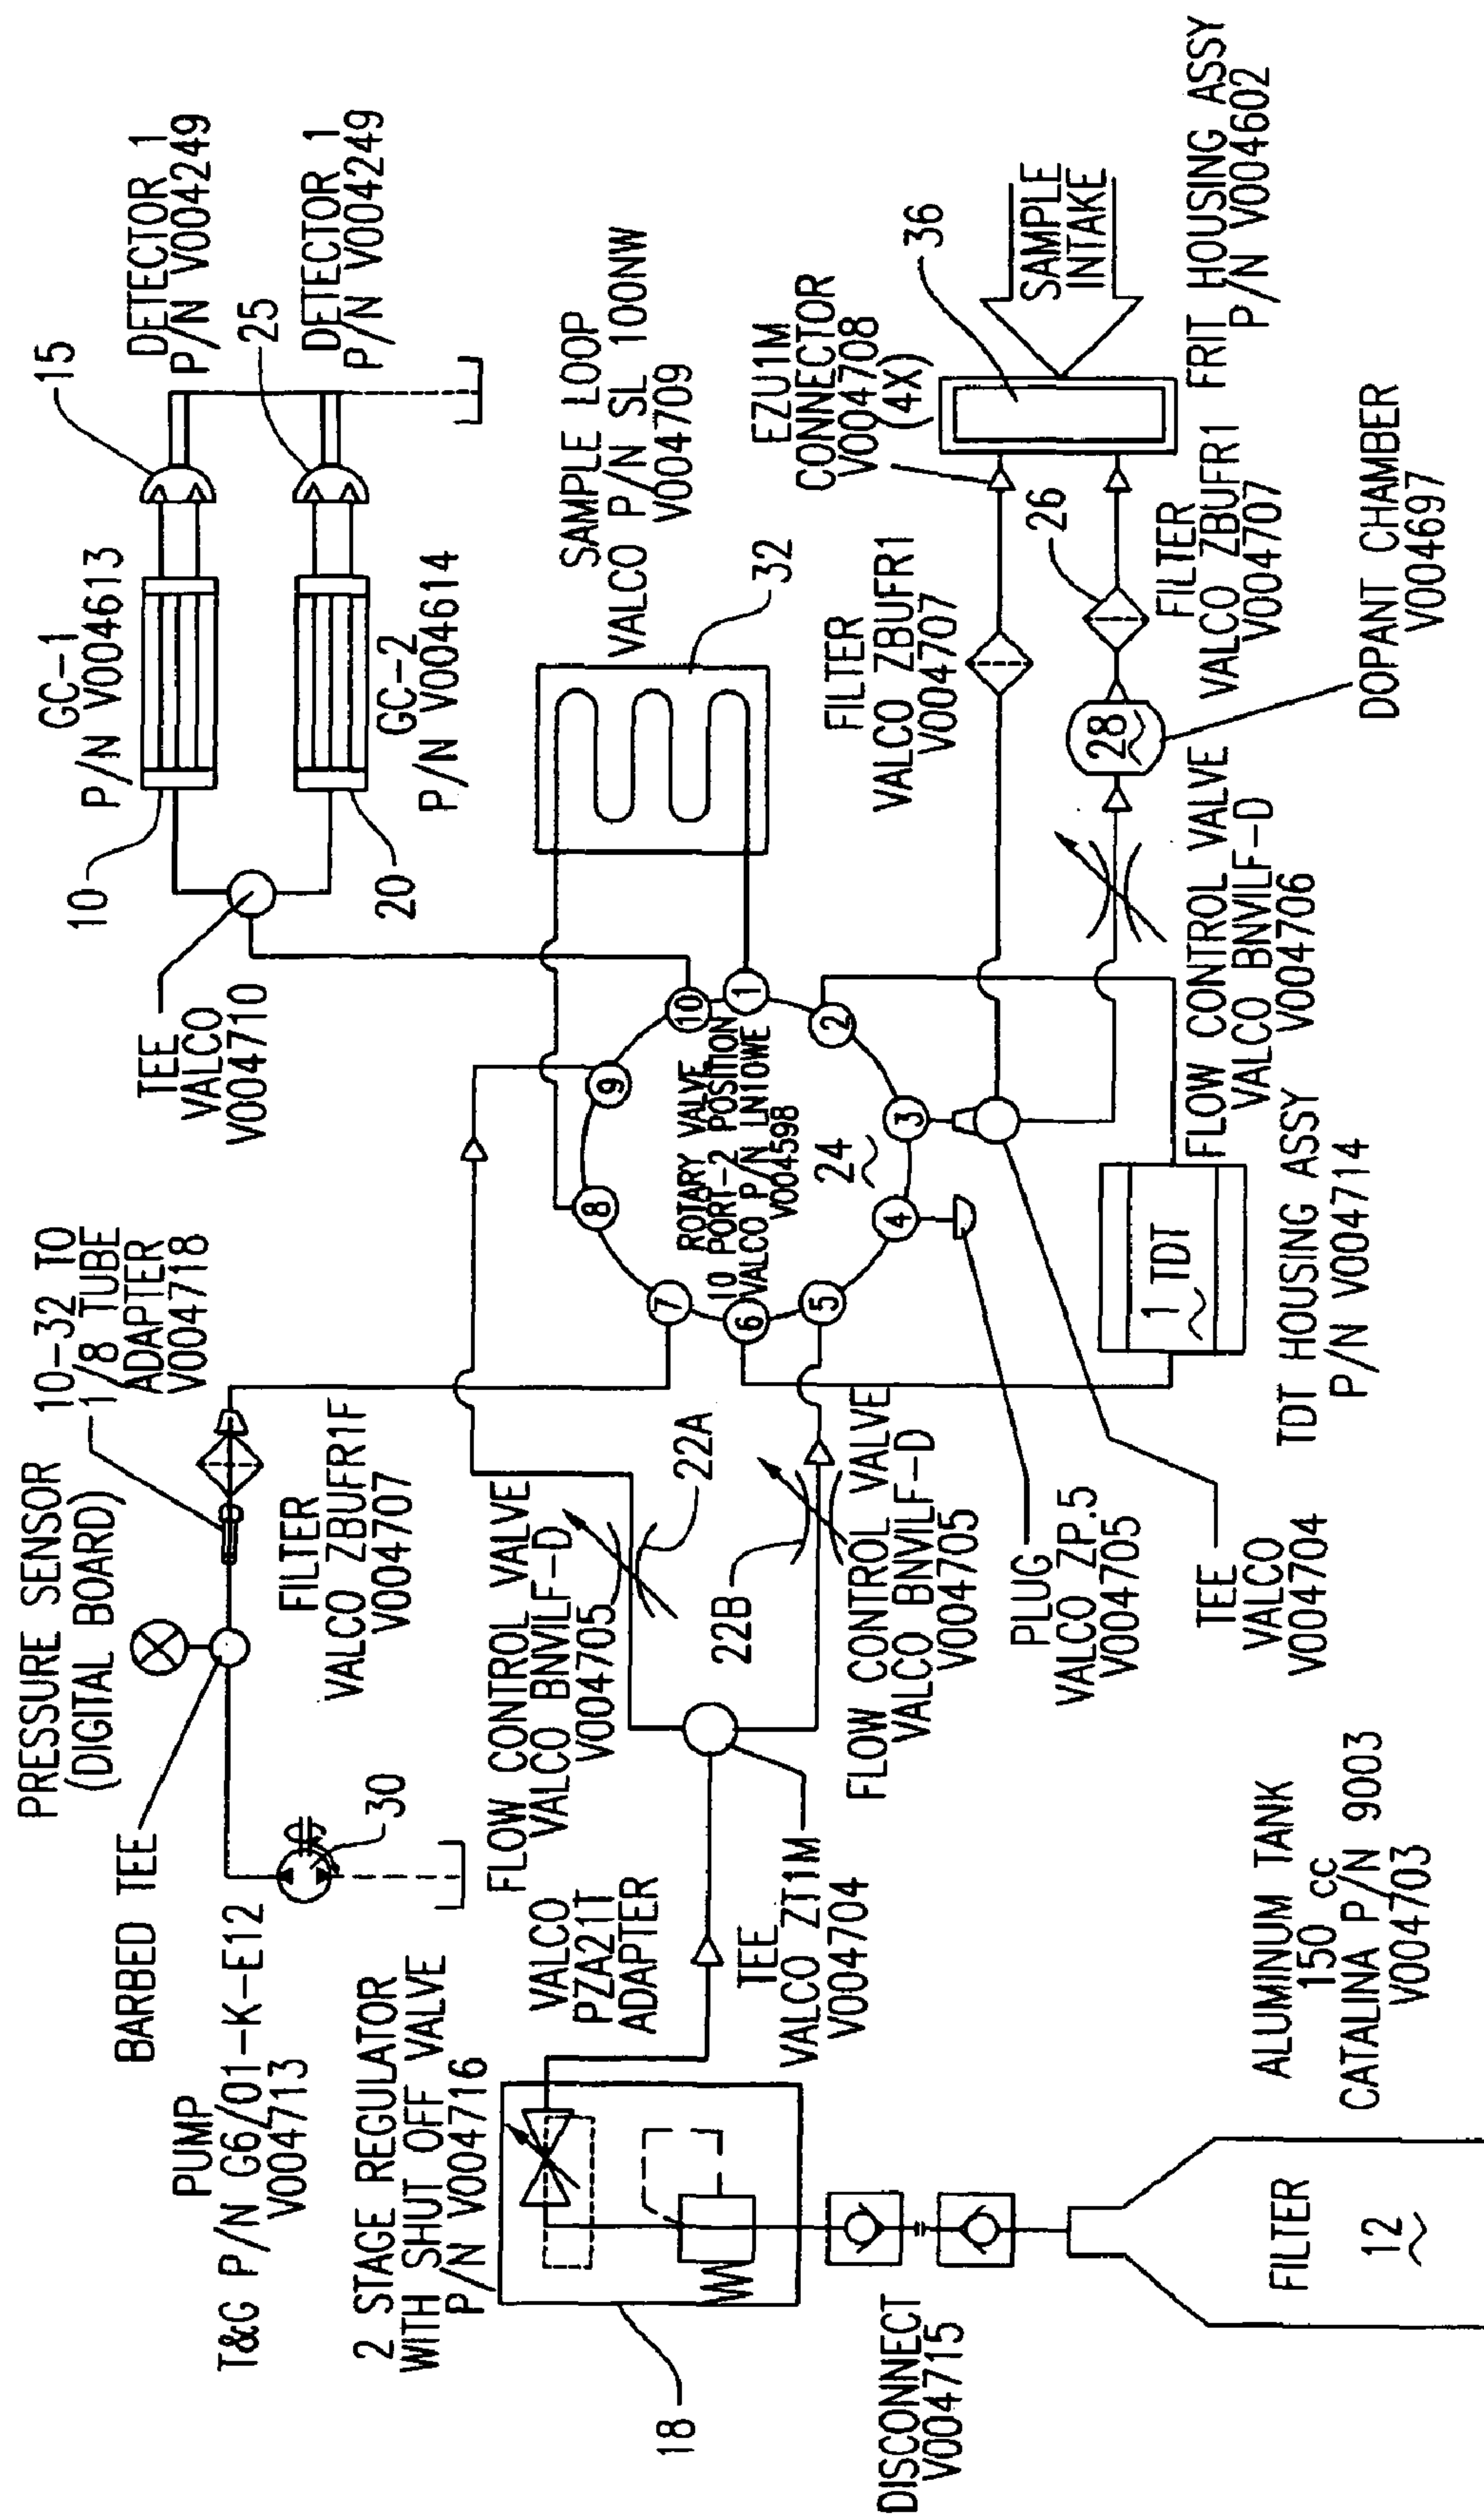 PRESSURE SENSOR
(DIGITAL BOARD)
10-32 TO
1/8 TUBE
ADAPTER
V004718
BARBED TEE
PUMP
T&G P/N G6/01-K-E12
V004713
30
FILTER
VALCO ZBUFR1F
V004707
TEE
VALCO
V004710
10
GC-1
P/N V004613
15
DETECTOR 1
P/N V004249
25
DETECTOR 1
P/N V004249
20
GC-2
P/N V004614
2 STAGE REGULATOR
WITH SHUT OFF VALVE
P/N V004716
18
VALCO
PZA21T
ADAPTER
FLOW CONTROL VALVE
VALCO BNVILF-D
V004705
22A
SAMPLE LOOP
VALCO P/N SL 100NW
V004709
32
ROTARY VALVE
10 PORT-2 POSITION
VALCO P/N LN10WE
V004598
24
1
2
3
4
5
6
7
8
9
10
22B
TEE
VALCO ZT1M
V004704
FLOW CONTROL VALVE
VALCO BNVILF-D
V004705
EZU1M
CONNECTOR
V004708
(4X)
36
SAMPLE
INTAKE
FILTER
VALCO ZBUFR1
V004707
26
FILTER
VALCO ZBUFR1
V004707
FRIT HOUSING ASSY
P/N V004602
28
DOPANT CHAMBER
V004697
FLOW CONTROL VALVE
VALCO BNVILF-D
V004706
PLUG
VALCO ZP.5
V004705
TEE
VALCO
V004704
1 TDT
TDT HOUSING ASSY
P/N V004714
DISCONNECT
V004715
ALUMINUM TANK
150 cc
CATALINA P/N 9003
V004703
FILTER
12